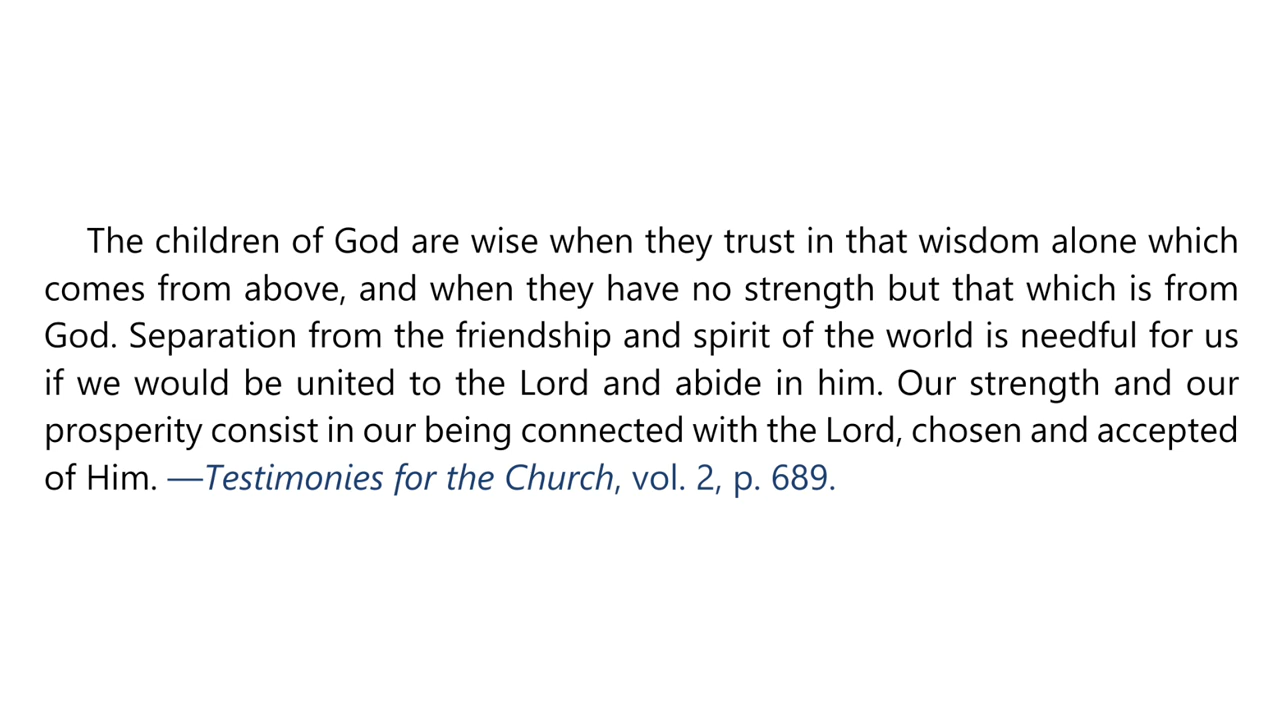 The children of God are wise when they trust in that wisdom alone which
comes from above, and when they have no strength but that which is from
God. Separation from the friendship and spirit of the world is needful for us
if we would be united to the Lord and abide in him. Our strength and our
prosperity consist in our being connected with the Lord, chosen and accepted
of Him. —Testimonies for the Church, vol. 2, p. 689.